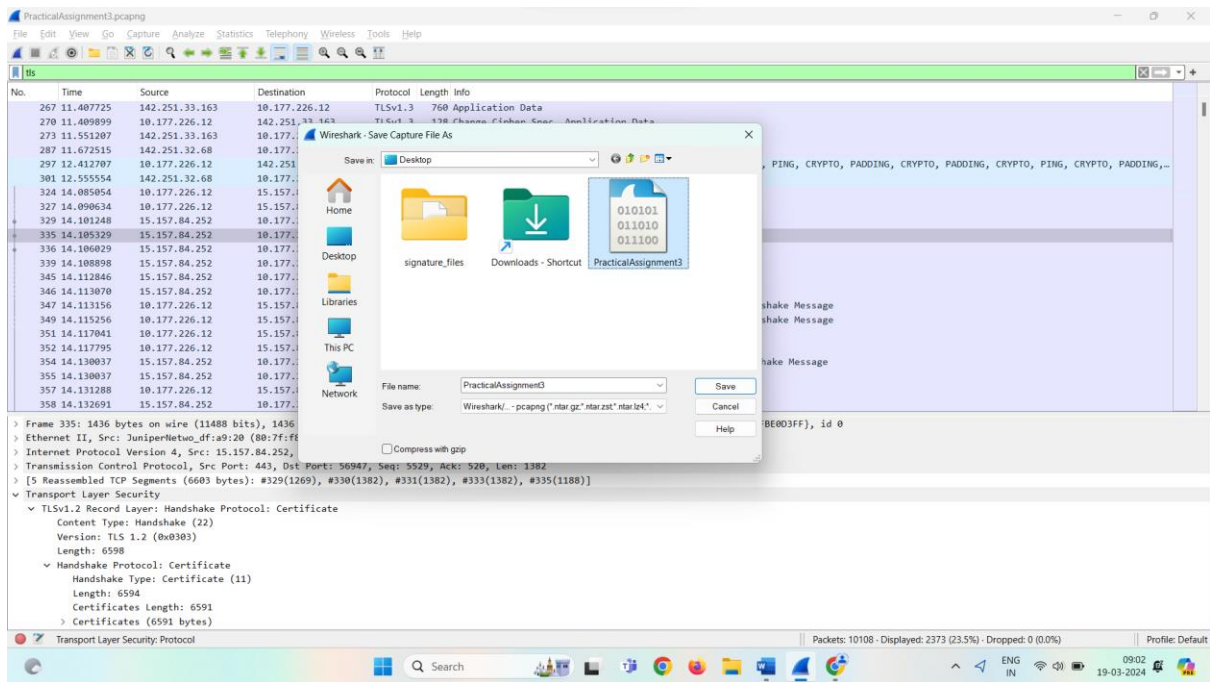 PracticalAssignment3.pcapng
File Edit View Go Capture Analyze Statistics Telephony Wireless Tools Help
tls
No. Time Source Destination Protocol Length Info
267 11.407725 142.251.33.163 10.177.226.12 TLSv1.3 760 Application Data
270 11.409899 10.177.226.12 142.251.33.163 TLSv1.3 128 Change Cipher Spec, Application Data
273 11.551207 142.251.33.163 10.177.
287 11.672515 142.251.32.68 10.177.
297 12.412707 10.177.226.12 142.251 , PING, CRYPTO, PADDING, CRYPTO, PADDING, CRYPTO, PING, CRYPTO, PADDING,…
301 12.555554 142.251.32.68 10.177.
324 14.085054 10.177.226.12 15.157.
327 14.090634 10.177.226.12 15.157.
329 14.101248 15.157.84.252 10.177.
335 14.105329 15.157.84.252 10.177.
336 14.106029 15.157.84.252 10.177.
339 14.108898 15.157.84.252 10.177.
345 14.112846 15.157.84.252 10.177.
346 14.113070 15.157.84.252 10.177.
347 14.113156 10.177.226.12 15.157. shake Message
349 14.115256 10.177.226.12 15.157. shake Message
351 14.117041 10.177.226.12 15.157.
352 14.117795 10.177.226.12 15.157.
354 14.130037 15.157.84.252 10.177. hake Message
355 14.130037 15.157.84.252 10.177.
357 14.131288 10.177.226.12 15.157.
358 14.132691 15.157.84.252 10.177.
Wireshark · Save Capture File As
Save in: Desktop
Home
Desktop
Libraries
This PC
Network
010101
011010
011100
signature_files Downloads - Shortcut PracticalAssignment3
File name: PracticalAssignment3 Save
Save as type: Wireshark/... - pcapng (*.ntar.gz;*.ntar.zst;*.ntar.lz4;*. Cancel
Help
Compress with gzip
Frame 335: 1436 bytes on wire (11488 bits), 1436 BE0D3FF}, id 0
Ethernet II, Src: JuniperNetwo_df:a9:20 (80:7f:f8
Internet Protocol Version 4, Src: 15.157.84.252,
Transmission Control Protocol, Src Port: 443, Dst Port: 56947, Seq: 5529, Ack: 520, Len: 1382
[5 Reassembled TCP Segments (6603 bytes): #329(1269), #330(1382), #331(1382), #333(1382), #335(1188)]
Transport Layer Security
TLSv1.2 Record Layer: Handshake Protocol: Certificate
Content Type: Handshake (22)
Version: TLS 1.2 (0x0303)
Length: 6598
Handshake Protocol: Certificate
Handshake Type: Certificate (11)
Length: 6594
Certificates Length: 6591
Certificates (6591 bytes)
Transport Layer Security: Protocol Packets: 10108 · Displayed: 2373 (23.5%) · Dropped: 0 (0.0%) Profile: Default
Search ENG IN 09:02 19-03-2024